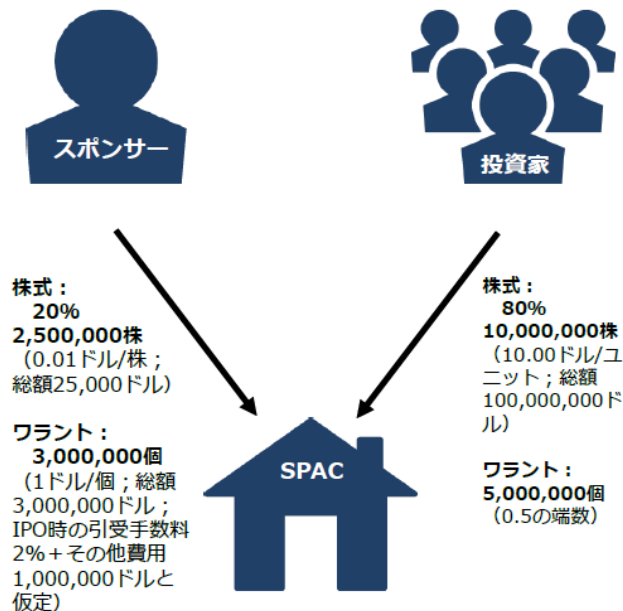 スポンサー
投資家
株式：
20%
2,500,000株
（0.01ドル/株；
総額25,000ドル）
ワラント：
3,000,000個
（1ドル/個；総額
3,000,000ドル；
IPO時の引受手数料
2%＋その他費用
1,000,000ドルと
仮定）
株式：
80%
10,000,000株
（10.00ドル/ユ
ニット；総額
100,000,000ド
ル）
ワラント：
5,000,000個
（0.5の端数）
SPAC